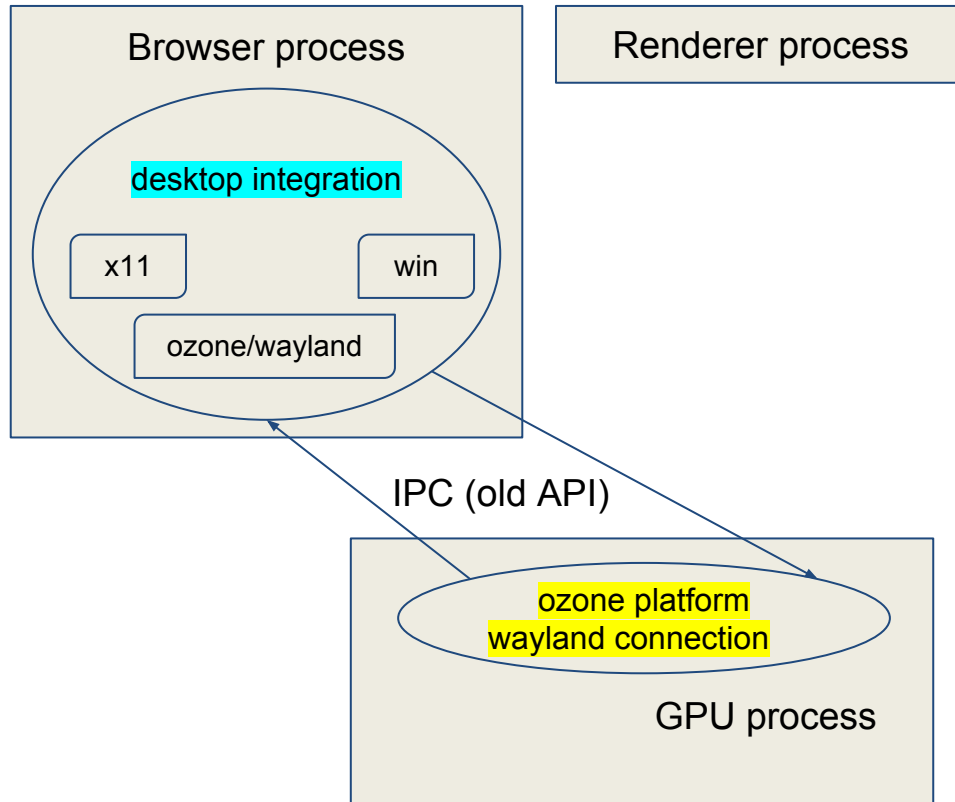 Browser process
Renderer process
desktop integration
x11
win
ozone/wayland
IPC (old API)
ozone platform
wayland connection
GPU process